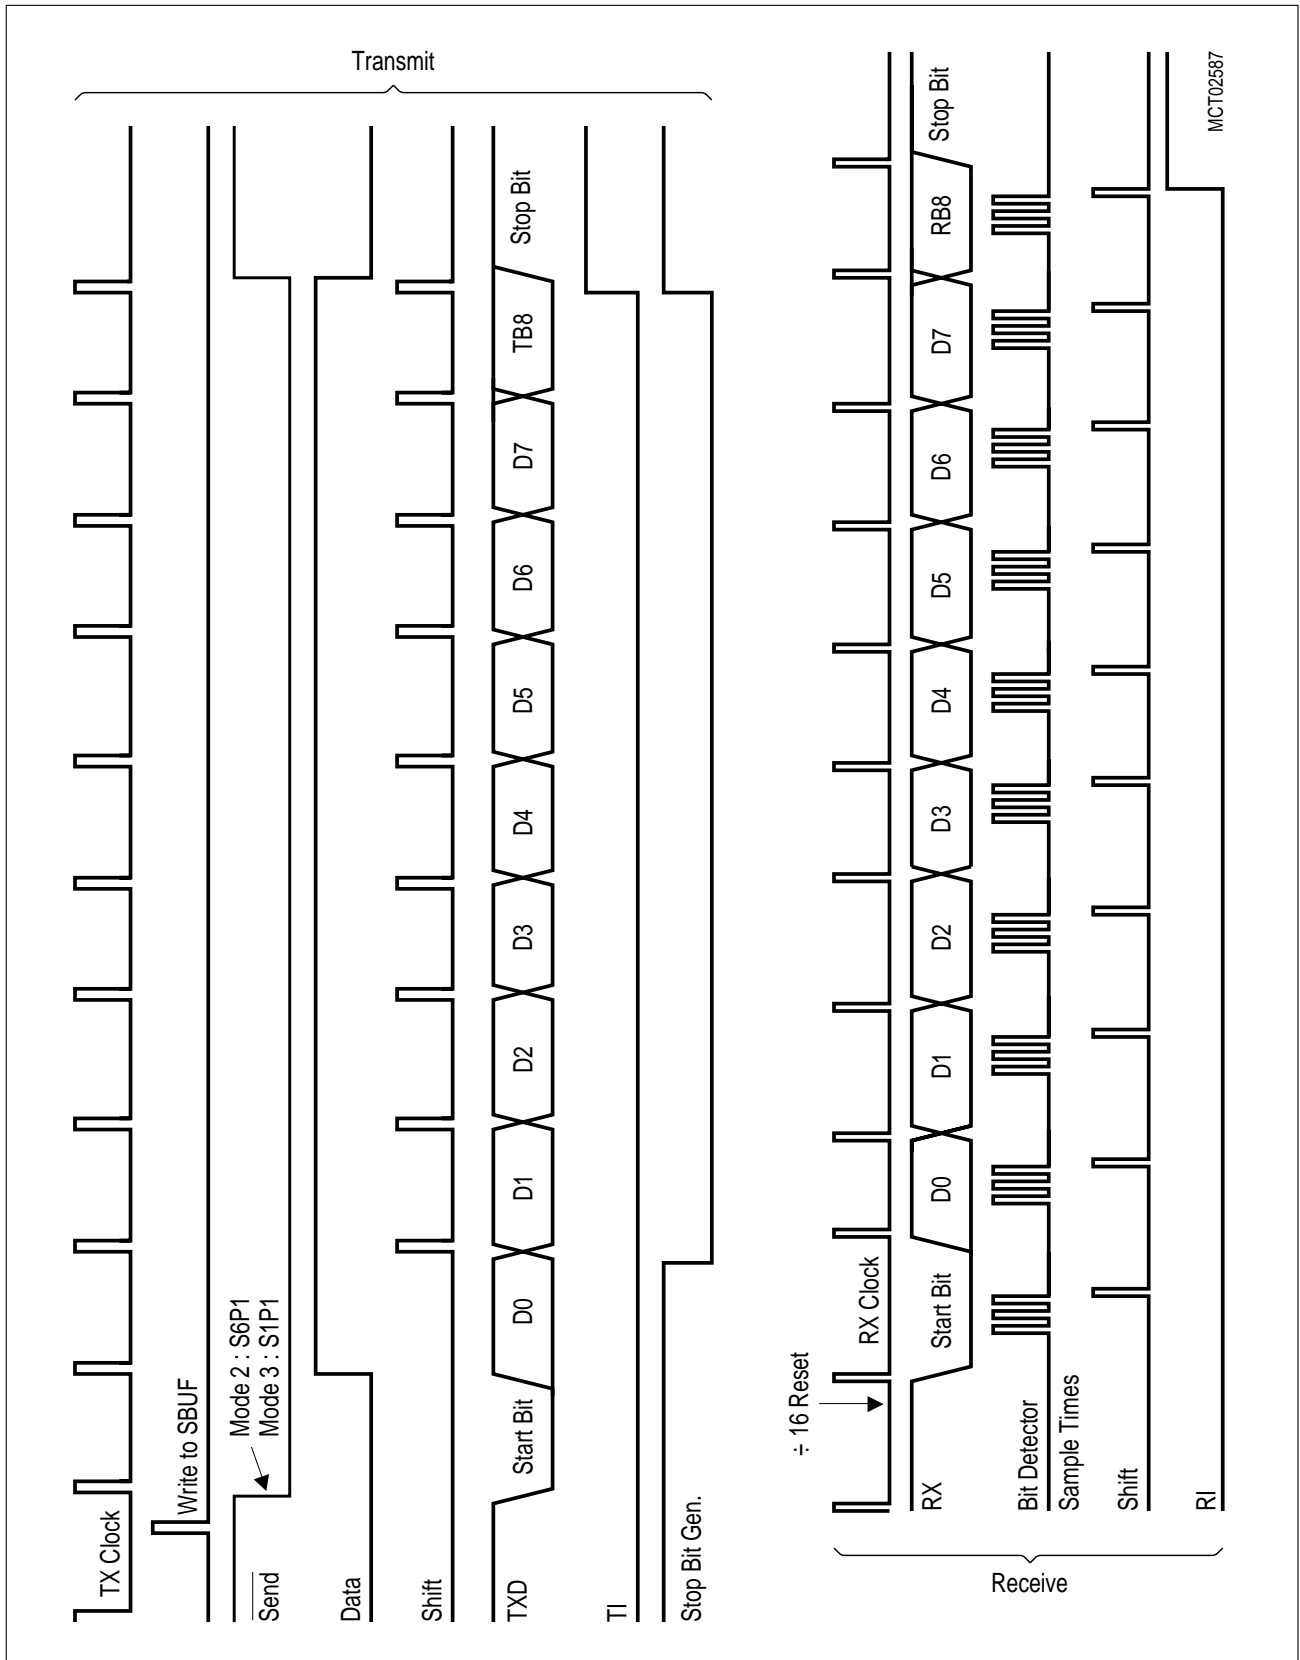 Transmit
TX Clock
Write to SBUF
Send
Mode 2 : S6P1
Mode 3 : S1P1
Data
Shift
TXD
Start Bit
D0
D1
D2
D3
D4
D5
D6
D7
TB8
Stop Bit
TI
Stop Bit Gen.
Receive
÷ 16 Reset
RX Clock
RX
Start Bit
D0
D1
D2
D3
D4
D5
D6
D7
RB8
Stop Bit
Bit Detector
Sample Times
Shift
RI
MCT02587